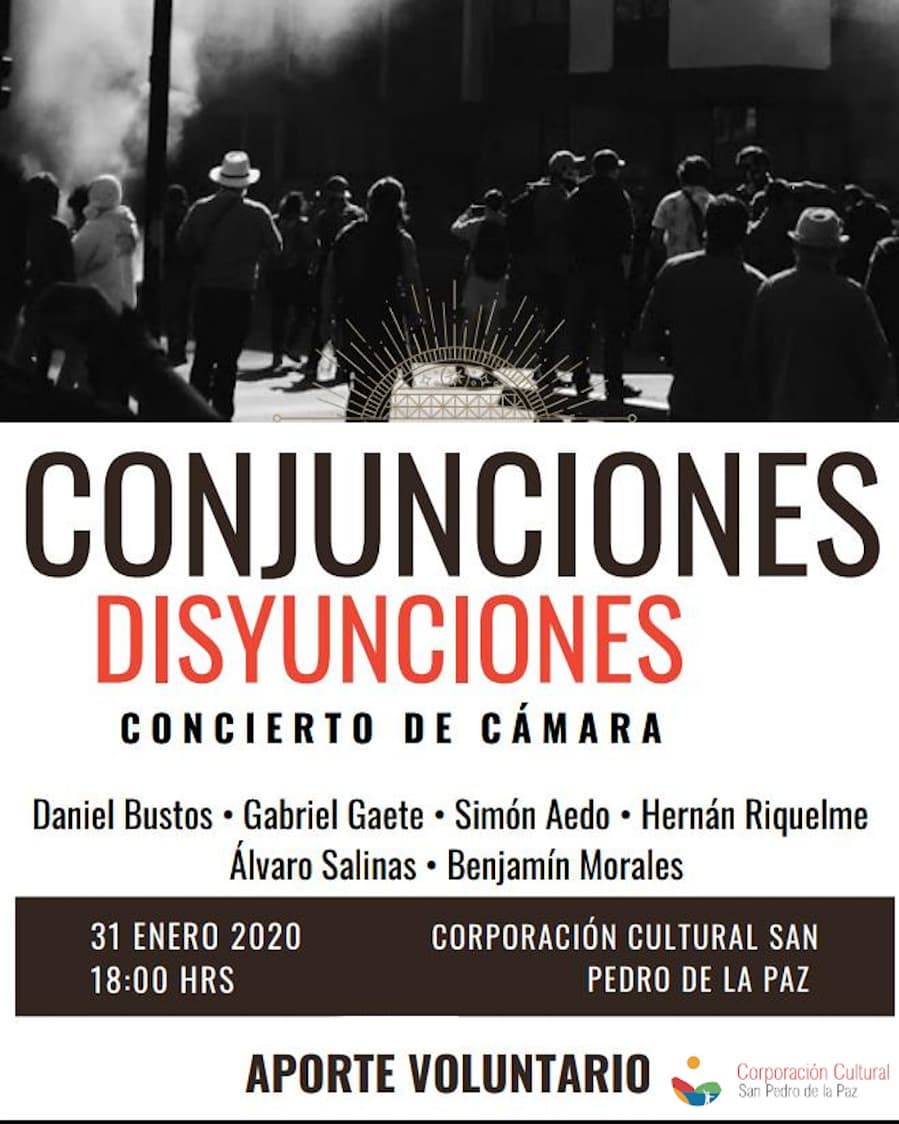 CONJUNCIONES
DISYUNCIONES
CONCIERTO DE CÁMARA
Daniel Bustos • Gabriel Gaete • Simón Aedo • Hernán Riquelme
Álvaro Salinas • Benjamín Morales
31 ENERO 2020
18:00 HRS
CORPORACIÓN CULTURAL SAN
PEDRO DE LA PAZ
APORTE VOLUNTARIO
Corporación Cultural
San Pedro de la Paz